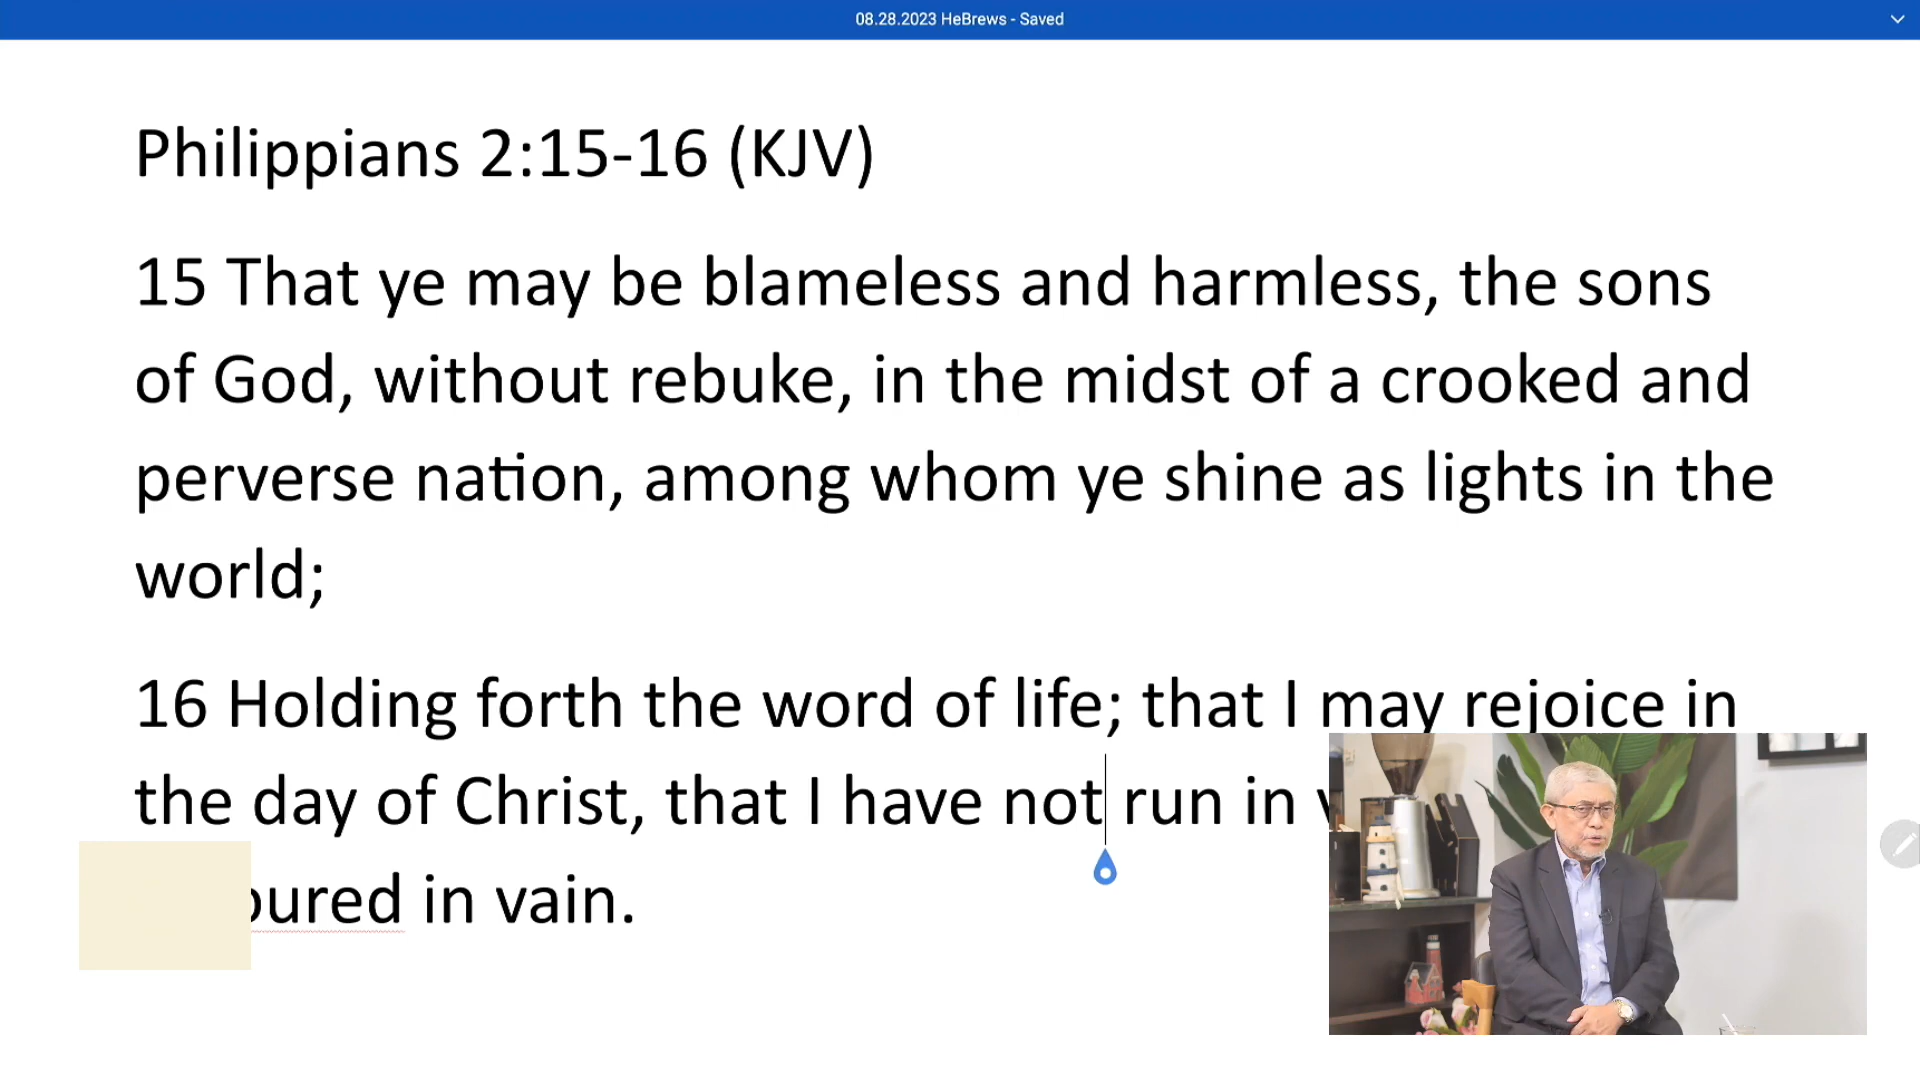 08.28.2023 HeBrews - Saved
Philippians 2:15-16 (KJV)
15 That ye may be blameless and harmless, the sons
of God, without rebuke, in the midst of a crooked and
perverse nation, among whom ye shine as lights in the
world;
16 Holding forth the word of life; that I may rejoice in
the day of Christ, that I have not run in
in vain.